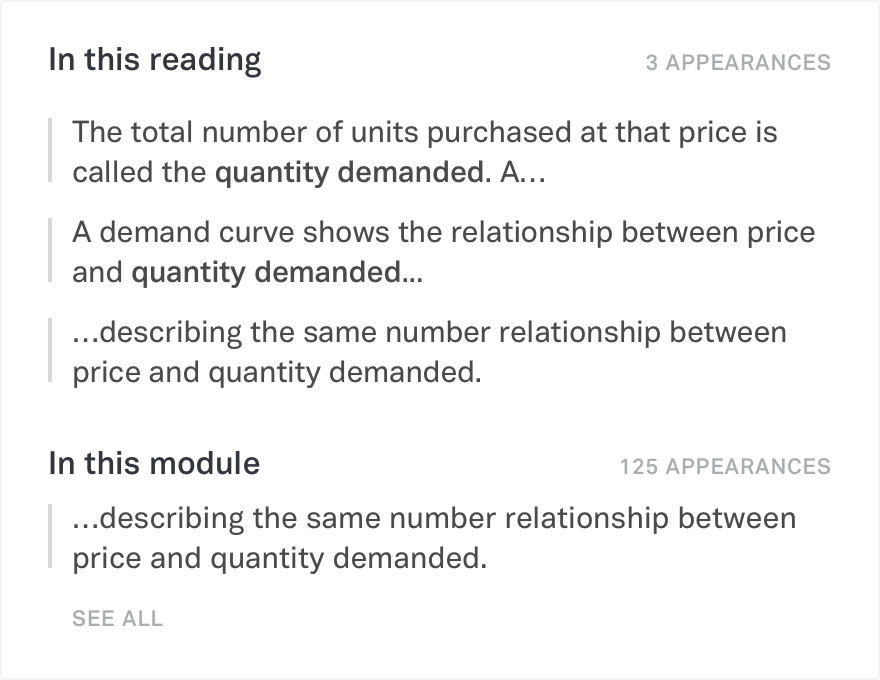 In this reading
3 APPEARANCES
The total number of units purchased at that price is
called the quantity demanded. A…
A demand curve shows the relationship between price
and quantity demanded...
…describing the same number relationship between
price and quantity demanded.
In this module
125 APPEARANCES
…describing the same number relationship between
price and quantity demanded.
SEE ALL